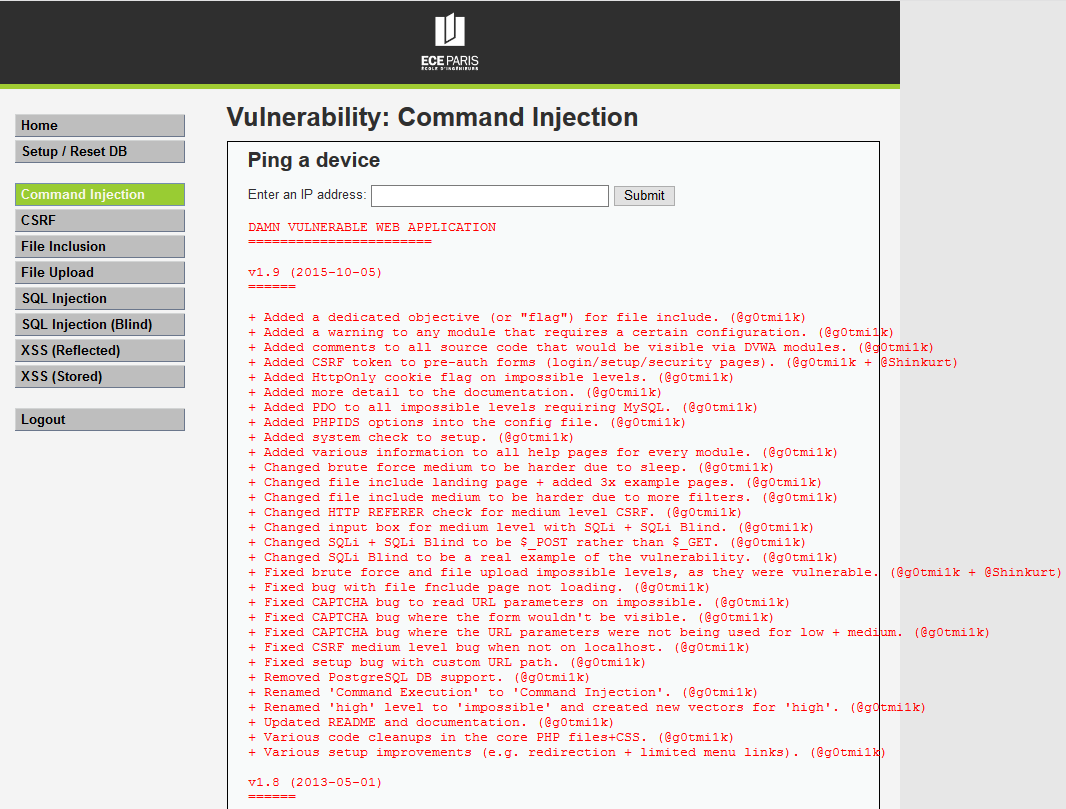 ECE PARIS
ÉCOLE D'INGÉNIEURS
Home
Setup / Reset DB
Command Injection
CSRF
File Inclusion
File Upload
SQL Injection
SQL Injection (Blind)
XSS (Reflected)
XSS (Stored)
Logout
Vulnerability: Command Injection
Ping a device
Enter an IP address: Submit
DAMN VULNERABLE WEB APPLICATION
=======================
v1.9 (2015-10-05)
======
+ Added a dedicated objective (or "flag") for file include. (@g0tmi1k)
+ Added a warning to any module that requires a certain configuration. (@g0tmi1k)
+ Added comments to all source code that would be visible via DVWA modules. (@g0tmi1k)
+ Added CSRF token to pre-auth forms (login/setup/security pages). (@g0tmi1k + @Shinkurt)
+ Added HttpOnly cookie flag on impossible levels. (@g0tmi1k)
+ Added more detail to the documentation. (@g0tmi1k)
+ Added PDO to all impossible levels requiring MySQL. (@g0tmi1k)
+ Added PHPIDS options into the config file. (@g0tmi1k)
+ Added system check to setup. (@g0tmi1k)
+ Added various information to all help pages for every module. (@g0tmi1k)
+ Changed brute force medium to be harder due to sleep. (@g0tmi1k)
+ Changed file include landing page + added 3x example pages. (@g0tmi1k)
+ Changed file include medium to be harder due to more filters. (@g0tmi1k)
+ Changed HTTP REFERER check for medium level CSRF. (@g0tmi1k)
+ Changed input box for medium level with SQLi + SQLi Blind. (@g0tmi1k)
+ Changed SQLi + SQLi Blind to be $_POST rather than $_GET. (@g0tmi1k)
+ Changed SQLi Blind to be a real example of the vulnerability. (@g0tmi1k)
+ Fixed brute force and file upload impossible levels, as they were vulnerable. (@g0tmi1k + @Shinkurt)
+ Fixed bug with file fnclude page not loading. (@g0tmi1k)
+ Fixed CAPTCHA bug to read URL parameters on impossible. (@g0tmi1k)
+ Fixed CAPTCHA bug where the form wouldn't be visible. (@g0tmi1k)
+ Fixed CAPTCHA bug where the URL parameters were not being used for low + medium. (@g0tmi1k)
+ Fixed CSRF medium level bug when not on localhost. (@g0tmi1k)
+ Fixed setup bug with custom URL path. (@g0tmi1k)
+ Removed PostgreSQL DB support. (@g0tmi1k)
+ Renamed 'Command Execution' to 'Command Injection'. (@g0tmi1k)
+ Renamed 'high' level to 'impossible' and created new vectors for 'high'. (@g0tmi1k)
+ Updated README and documentation. (@g0tmi1k)
+ Various code cleanups in the core PHP files+CSS. (@g0tmi1k)
+ Various setup improvements (e.g. redirection + limited menu links). (@g0tmi1k)
v1.8 (2013-05-01)
======